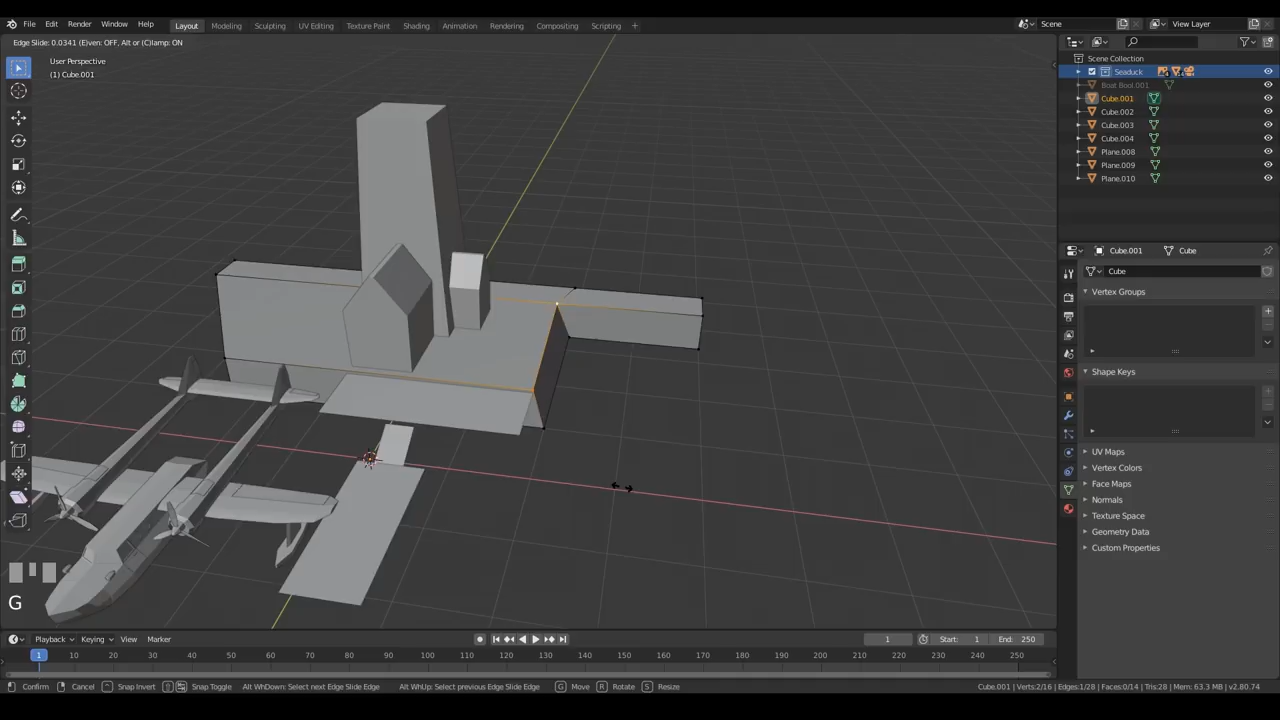 File Edit Render Window Help Layout Modeling Sculpting UV Editing Texture Paint Shading Animation Rendering Compositing Scripting + Scene View Layer
Edge Slide: 0.0341 (E)ven: OFF, Alt or (C)lamp: ON
User Perspective
(1) Cube.001
Scene Collection
Seaduck
Boat Bool.001
Cube.001
Cube.002
Cube.003
Cube.004
Plane.008
Plane.009
Plane.010
Cube.001 Cube
Cube
Vertex Groups
Shape Keys
UV Maps
Vertex Colors
Face Maps
Normals
Texture Space
Geometry Data
Custom Properties
G
Playback Keying View Marker 1 Start: 1 End: 250
1 10 20 30 40 50 60 70 80 90 100 110 120 130 140 150 160 170 180 190 200 210 220 230 240 250
Confirm Cancel Snap Invert Snap Toggle Alt WhDown: Select next Edge Slide Edge Alt WhUp: Select previous Edge Slide Edge G Move R Rotate S Resize Cube.001 | Verts:2/16 | Edges:1/28 | Faces:0/14 | Tris:28 | Mem: 63.3 MB | v2.80.74